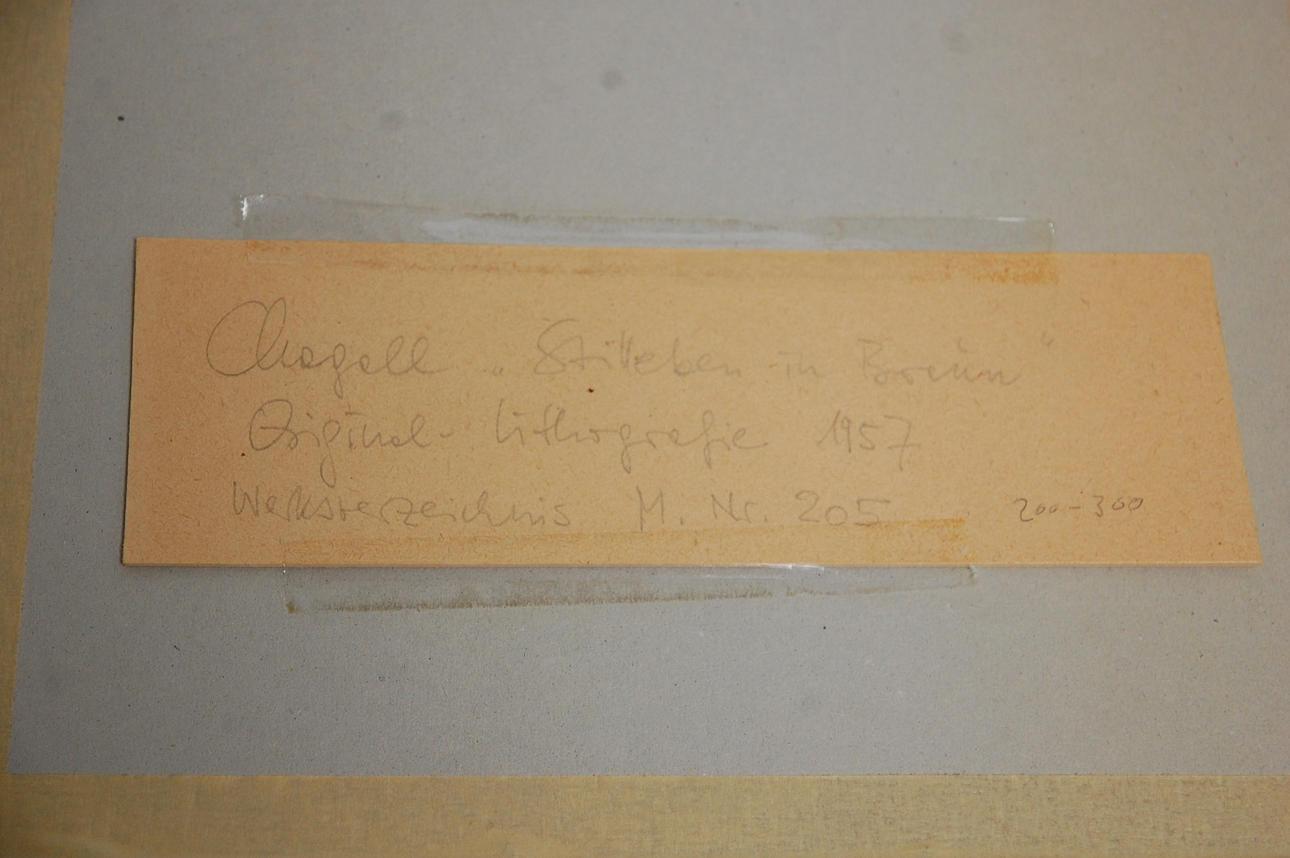 Chagall „Stilleben in Braun“
Original-Lithografie 1957
Werksverzeichnis M. Nr. 205 200-300